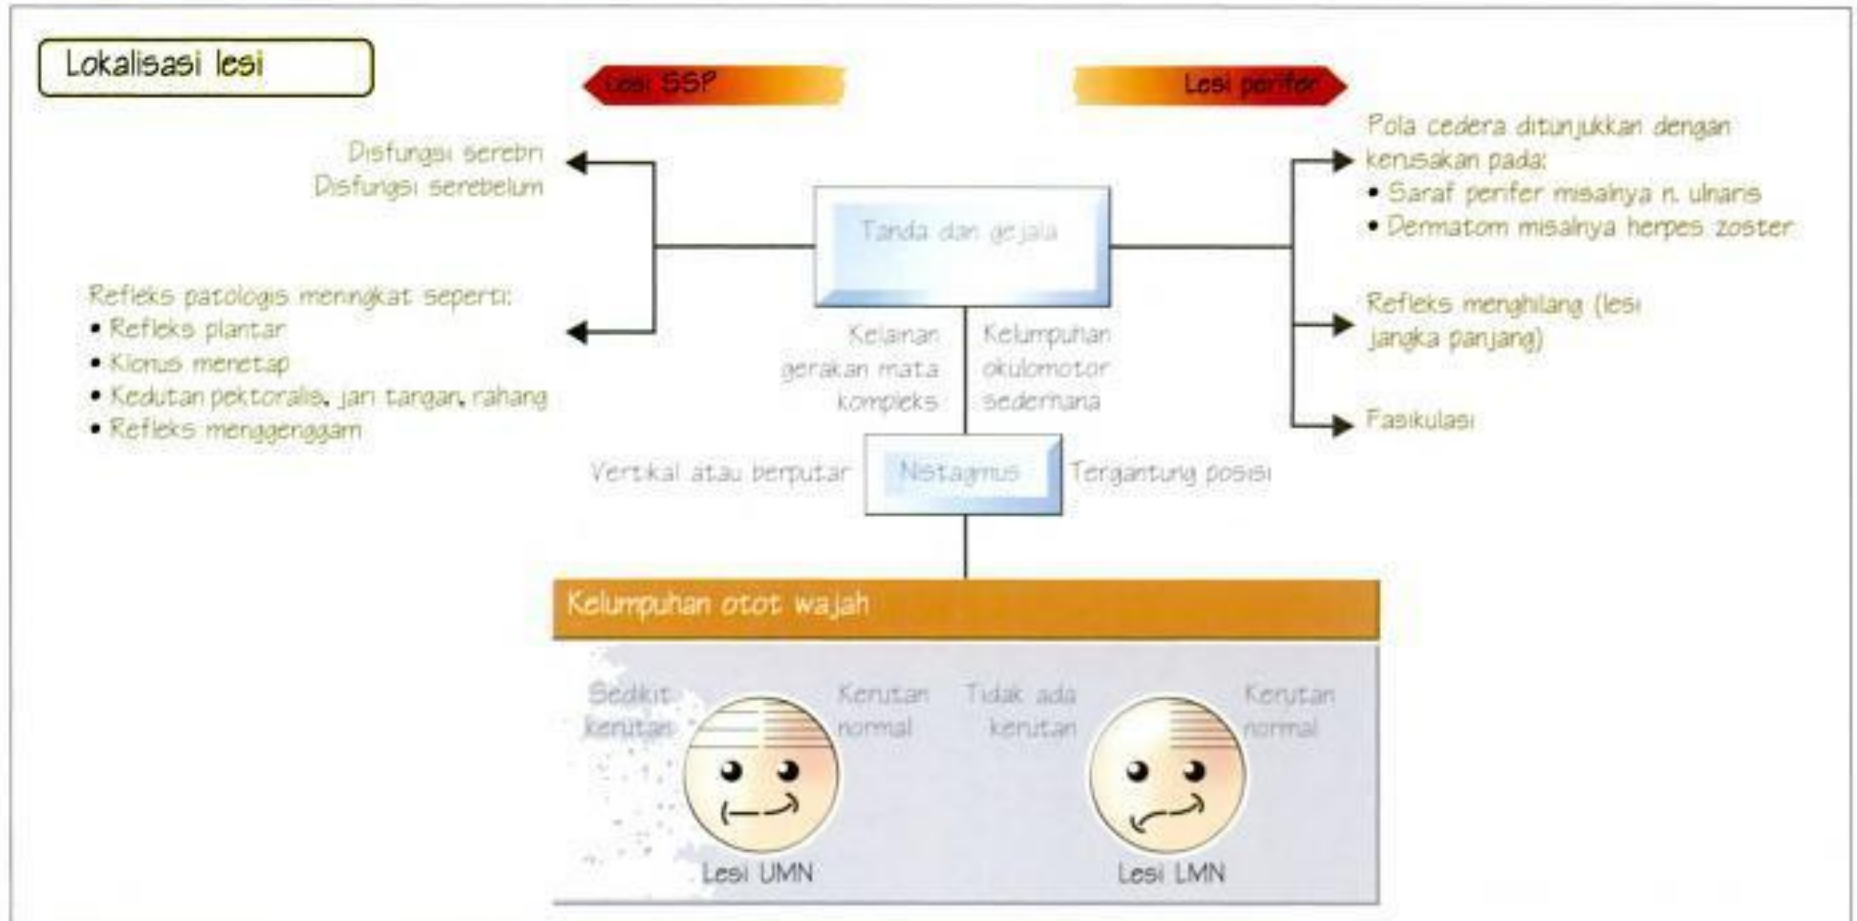 Lokalisasi lesi
Lesi SSP
Lesi perifer
Disfungsi serebri
Disfungsi serebelum
Refleks patologis meningkat seperti:
• Refleks plantar
• Klonus menetap
• Kedutan pektoralis, jari tangan, rahang
• Refleks menggenggam
Tanda dan gejala
Pola cedera ditunjukkan dengan
kerusakan pada:
• Saraf perifer misalnya n. ulnaris
• Dermatom misalnya herpes zoster
Refleks menghilang (lesi
jangka panjang)
Fasikulasi
Kelainan
gerakan mata
kompleks
Kelumpuhan
okulomotor
sederhana
Vertikal atau berputar
Nistagmus
Tergantung posisi
Kelumpuhan otot wajah
Sedikit
kerutan
Kerutan
normal
Lesi UMN
Tidak ada
kerutan
Kerutan
normal
Lesi LMN